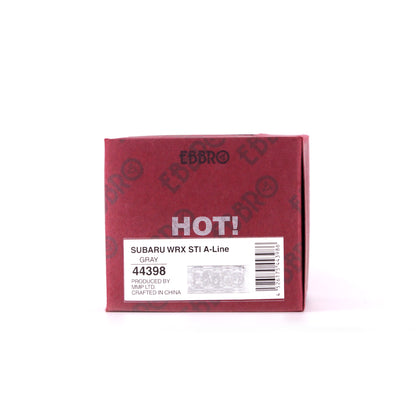 EBBRO
HOT!
SUBARU WRX STI A-Line
GRAY
44398
PRODUCED BY
MMP LTD.
CRAFTED IN CHINA